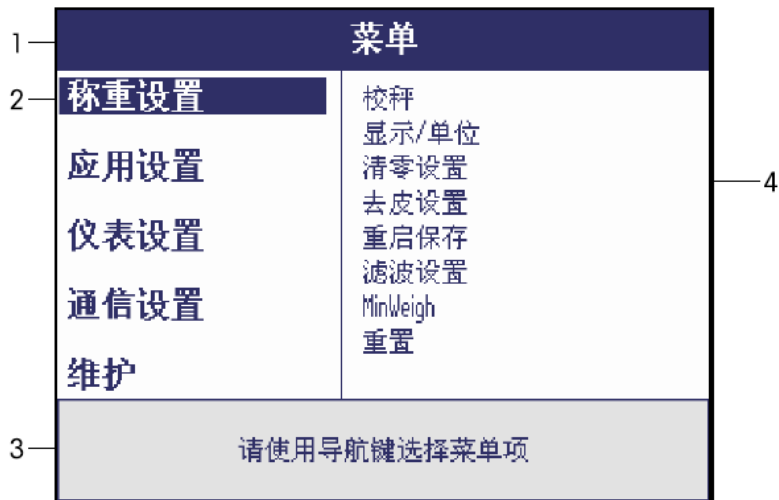 菜单
1
2
称重设置
应用设置
仪表设置
通信设置
维护
校秤
显示/单位
清零设置
去皮设置
重启保存
滤波设置
MinWeigh
重置
4
3
请使用导航键选择菜单项